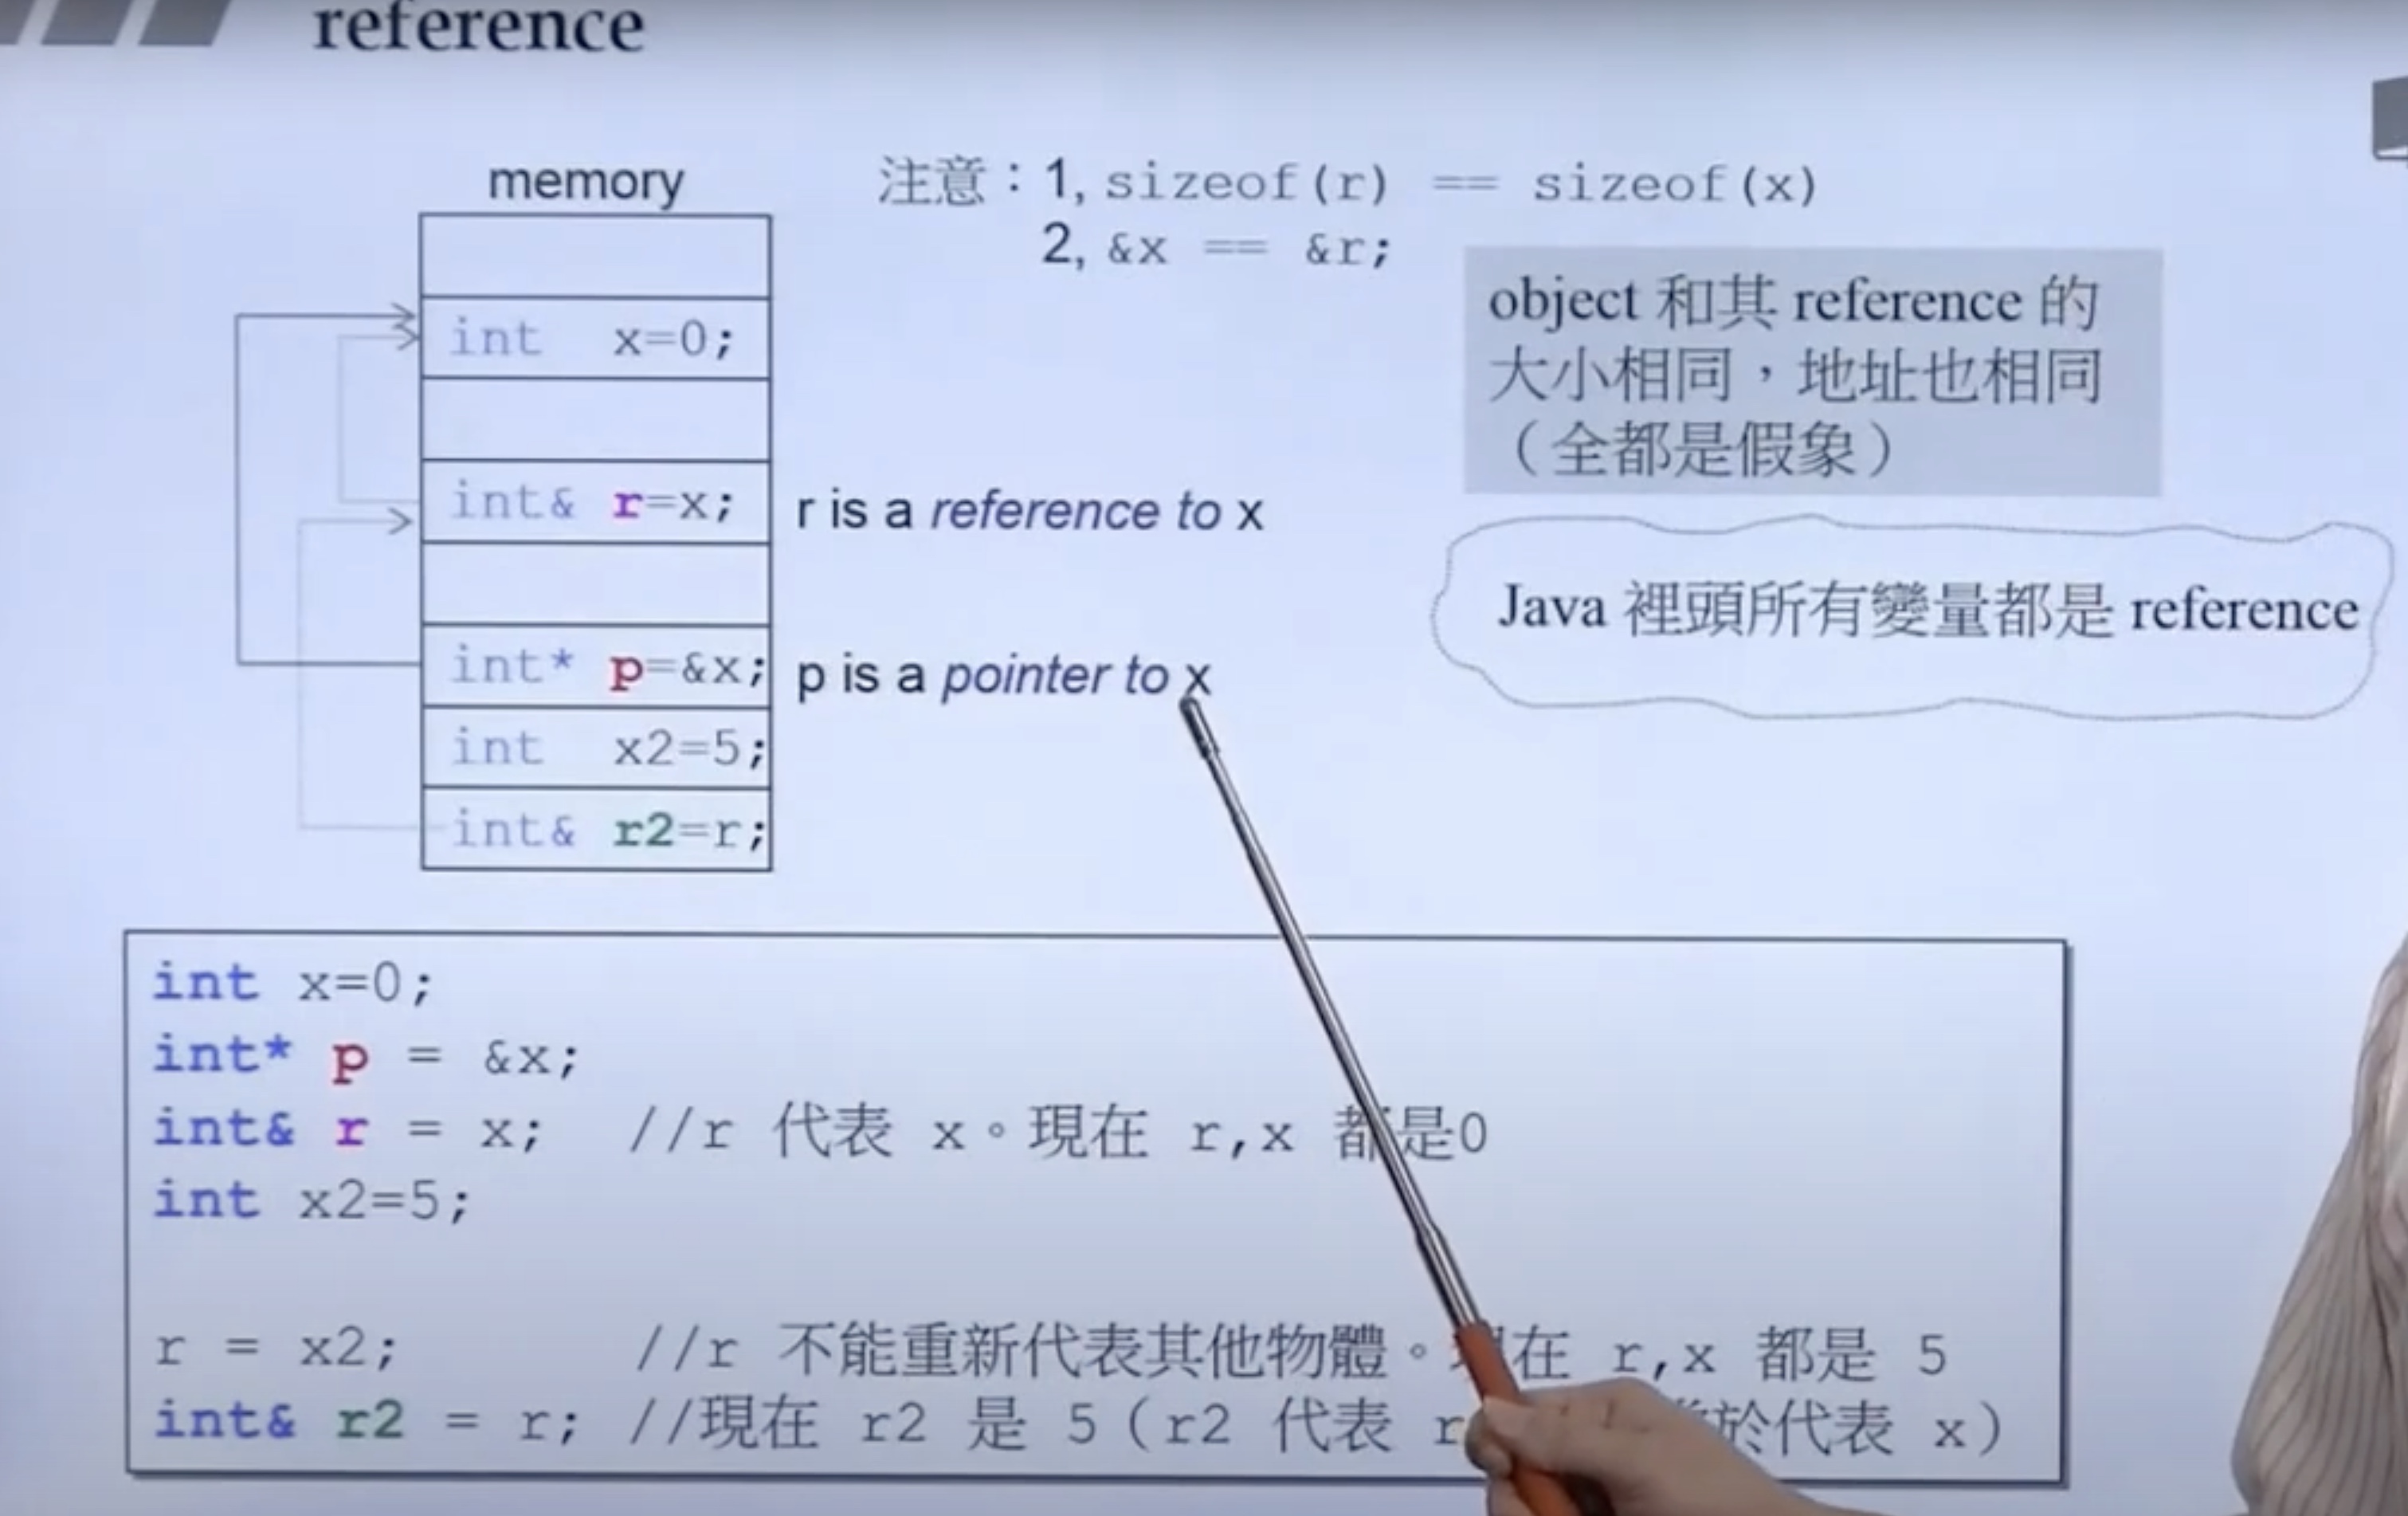 reference
memory
int x=0;
int& r=x;
int* p=&x;
int x2=5;
int& r2=r;
r is a reference to x
p is a pointer to x
注意：1, sizeof(r) == sizeof(x)
2, &x == &r;
object 和其 reference 的
大小相同，地址也相同
（全都是假象）
Java 裡頭所有變量都是 reference
int x=0;
int* p = &x;
int& r = x; //r 代表 x。現在 r,x 都是0
int x2=5;
r = x2; //r 不能重新代表其他物體。現在 r,x 都是 5
int& r2 = r; //現在 r2 是 5（r2 代表 r 於代表 x）